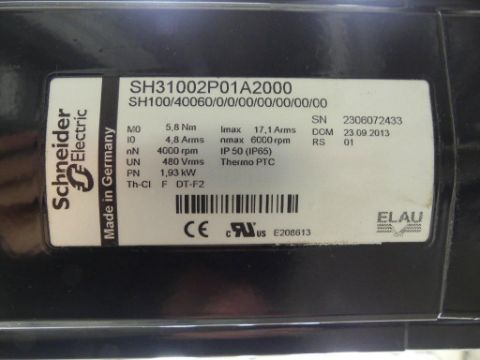 Schneider
Electric
Made in Germany
SH31002P01A2000
SH100/40060/0/0/00/00/00/00/00
SN 2306072433
DOM 23.09.2013
RS 01
M0 5,8 Nm Imax 17,1 Arms
I0 4,8 Arms nmax 6000 rpm
nN 4000 rpm IP 50 (IP65)
UN 480 Vrms Thermo PTC
PN 1,93 kW
Th-Cl F DT-F2
CE c UR US E208613
ELAU